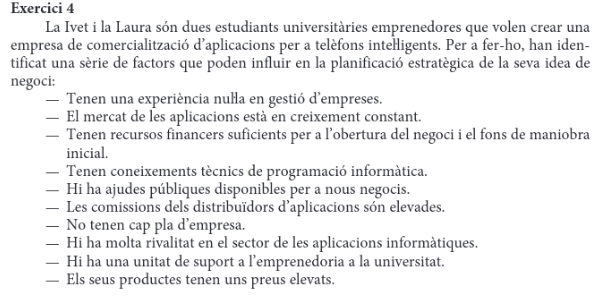 Exercici 4
La Ivet i la Laura són dues estudiants universitàries emprenedores que volen crear una
empresa de comercialització d'aplicacions per a telèfons intel·ligents. Per a fer-ho, han iden-
tificat una sèrie de factors que poden influir en la planificació estratègica de la seva idea de
negoci:
— Tenen una experiència nul·la en gestió d'empreses.
— El mercat de les aplicacions està en creixement constant.
— Tenen recursos financers suficients per a l'obertura del negoci i el fons de maniobra
inicial.
— Tenen coneixements tècnics de programació informàtica.
— Hi ha ajudes públiques disponibles per a nous negocis.
— Les comissions dels distribuïdors d'aplicacions són elevades.
— No tenen cap pla d'empresa.
— Hi ha molta rivalitat en el sector de les aplicacions informàtiques.
— Hi ha una unitat de suport a l'emprenedoria a la universitat.
— Els seus productes tenen uns preus elevats.